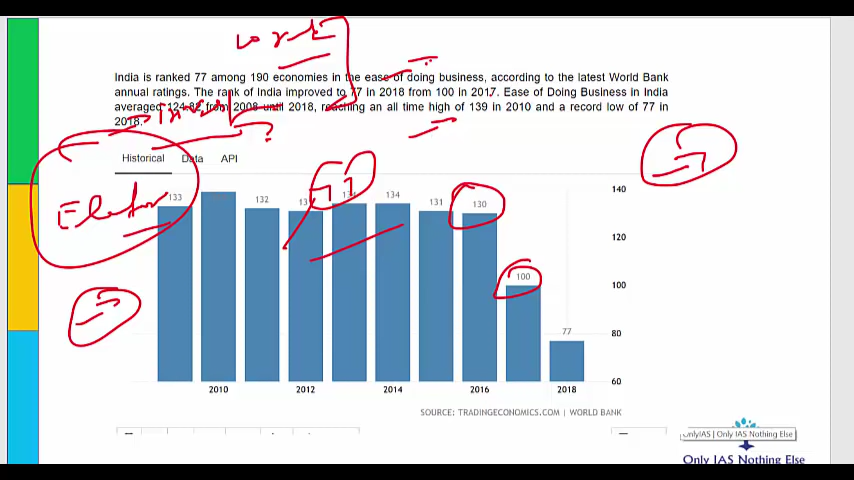 India is ranked 77 among 190 economies in the ease of doing business, according to the latest World Bank
annual ratings. The rank of India improved to 77 in 2018 from 100 in 2017. Ease of Doing Business in India
averaged 124.82 from 2008 until 2018, reaching an all time high of 139 in 2010 and a record low of 77 in
2018.
?
Historical Data API
77
133 132 134 131 130 100 77
140
120
100
80
60
2010 2012 2014 2016 2018
SOURCE: TRADINGECONOMICS.COM | WORLD BANK
OnlyIAS | Only IAS Nothing Else
Only IAS Nothing Else